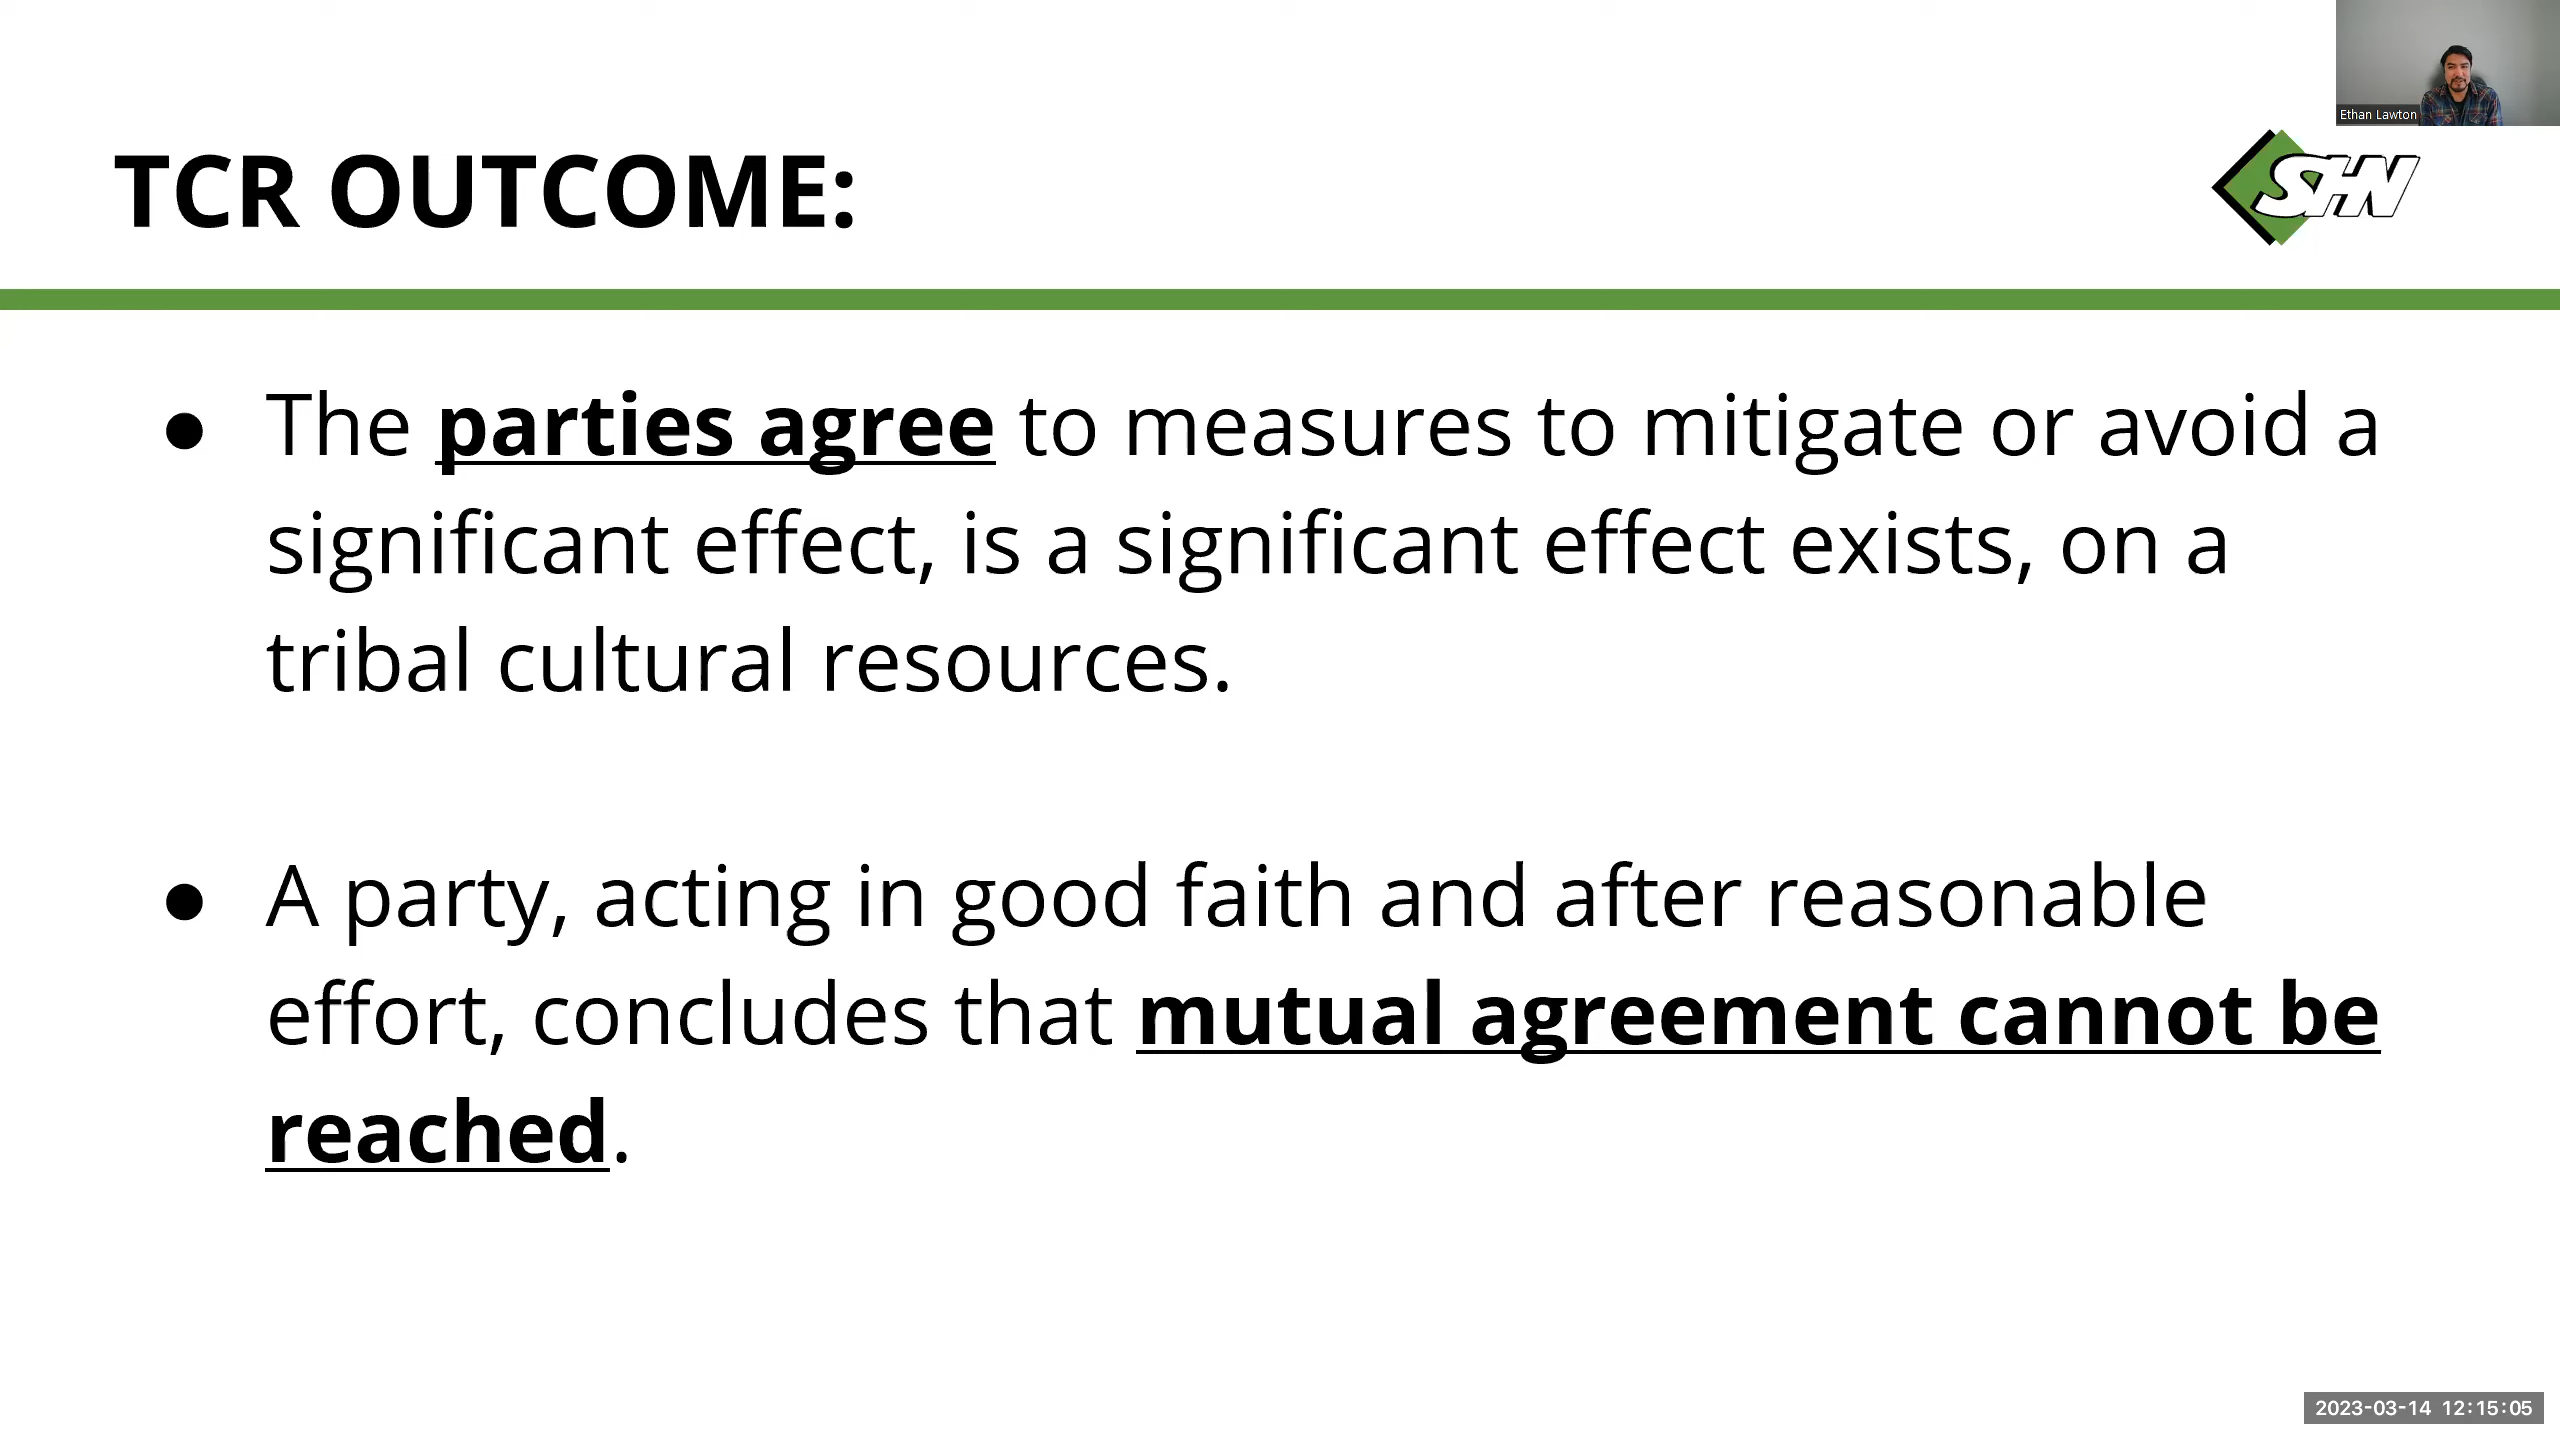 Ethan Lawton
SHN
TCR OUTCOME:
● The parties agree to measures to mitigate or avoid a
significant effect, is a significant effect exists, on a
tribal cultural resources.
● A party, acting in good faith and after reasonable
effort, concludes that mutual agreement cannot be
reached.
2023-03-14 12:15:05